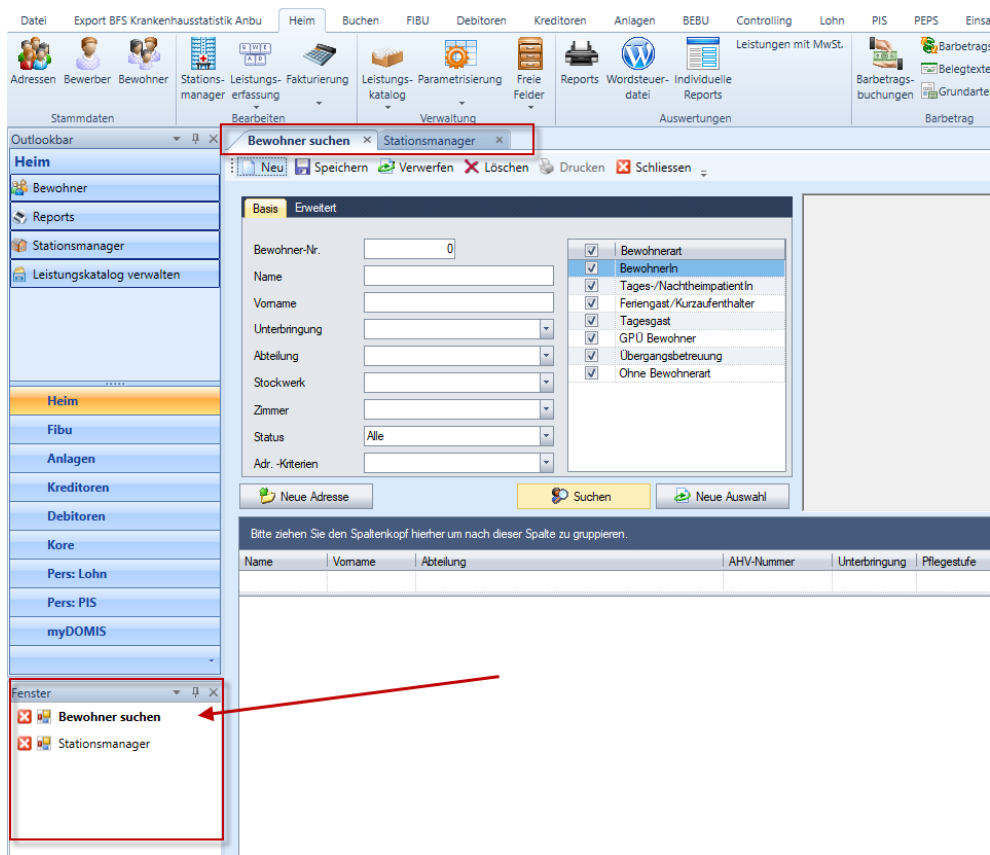 Datei Export BFS Krankenhausstatistik Anbu Heim Buchen FIBU Debitoren Kreditoren Anlagen BEBU Controlling Lohn PIS PEPS Einsa
Adressen Bewerber Bewohner Stations- Leistungs- Fakturierung Leistungs- Parametrisierung Freie Reports Wordsteuer- Individuelle Leistungen mit MwSt. Barbetrags- Barbetrags
manager erfassung katalog Felder datei Reports buchungen Belegtexte
Grundarte
Stammdaten Bearbeiten Verwaltung Auswertungen Barbetrag
Outlookbar
Heim
Bewohner
Reports
Stationsmanager
Leistungskatalog verwalten
Heim
Fibu
Anlagen
Kreditoren
Debitoren
Kore
Pers: Lohn
Pers: PIS
myDOMIS
Fenster
Bewohner suchen
Stationsmanager
Bewohner suchen Stationsmanager
Neu Speichern Verwerfen Löschen Drucken Schliessen
Basis Erweitert
Bewohner-Nr. 0
Name
Vorname
Unterbringung
Abteilung
Stockwerk
Zimmer
Status Alle
Adr. -Kriterien
Bewohnerart
BewohnerIn
Tages-/NachtheimpatientIn
Feriengast/Kurzaufenthalter
Tagesgast
GPÜ Bewohner
Übergangsbetreuung
Ohne Bewohnerart
Neue Adresse Suchen Neue Auswahl
Bitte ziehen Sie den Spaltenkopf hierher um nach dieser Spalte zu gruppieren.
Name Vorname Abteilung AHV-Nummer Unterbringung Pflegestufe